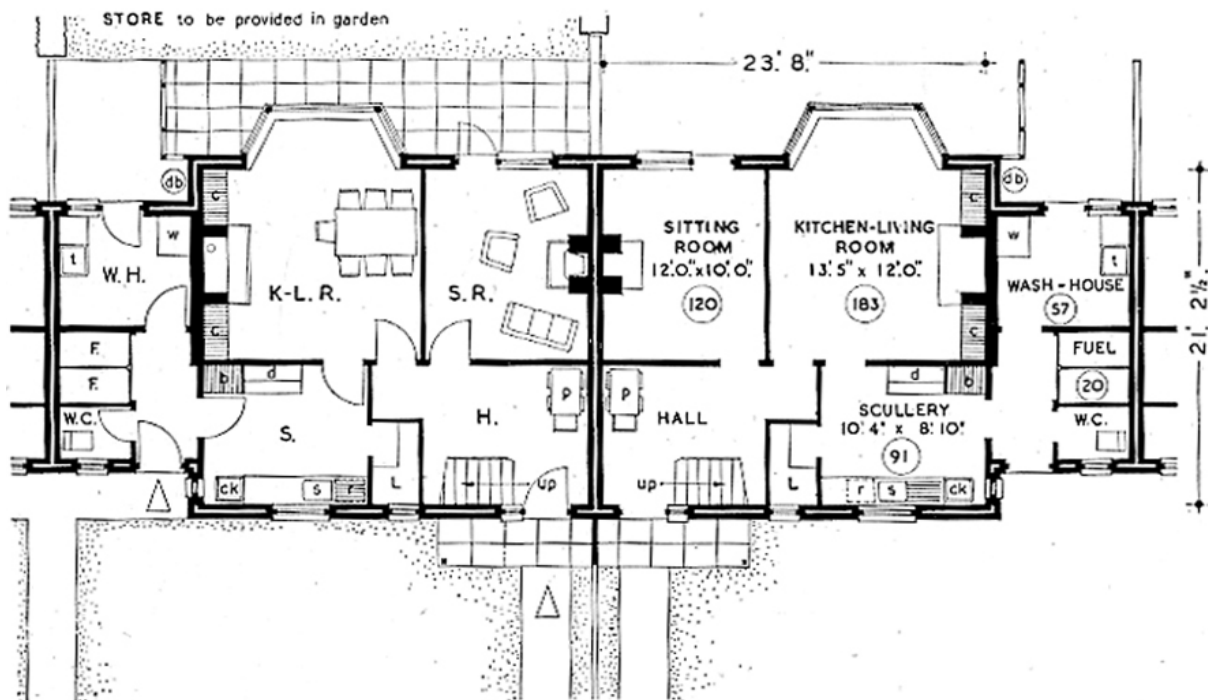 STORE to be provided in garden
23'. 8".
db
db
c
c
w
w
t
t
W.H.
K-L.R.
S.R.
SITTING
ROOM
12'.0".x10'.0".
120
KITCHEN-LIVING
ROOM
13'.5" x 12'.0".
183
WASH-HOUSE
57
21'. 2½".
c
c
F.
F.
b
d
d
b
FUEL
20
W.C.
S.
H.
P
P
HALL
SCULLERY
10'.4". x 8'.10".
91
W.C.
ck
s
r
L
up
up
L
r
s
ck